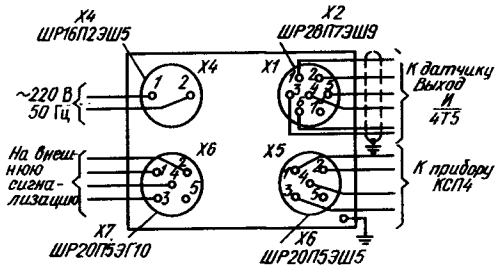 X4
ШР16П2ЭШ5
X2
ШР28П7ЭШ9
X4
1 2
X1
1 2
3 4 5
6 7
~220 В
50 Гц
К датчику
Выход
И
4Т5
На внеш-
нюю
сигна-
лизацию
X6
1 2
4
3 5
X5
1 2
4
3 5
К прибору
КСП4
X7
ШР20П5ЭГ10
X6
ШР20П5ЭШ5